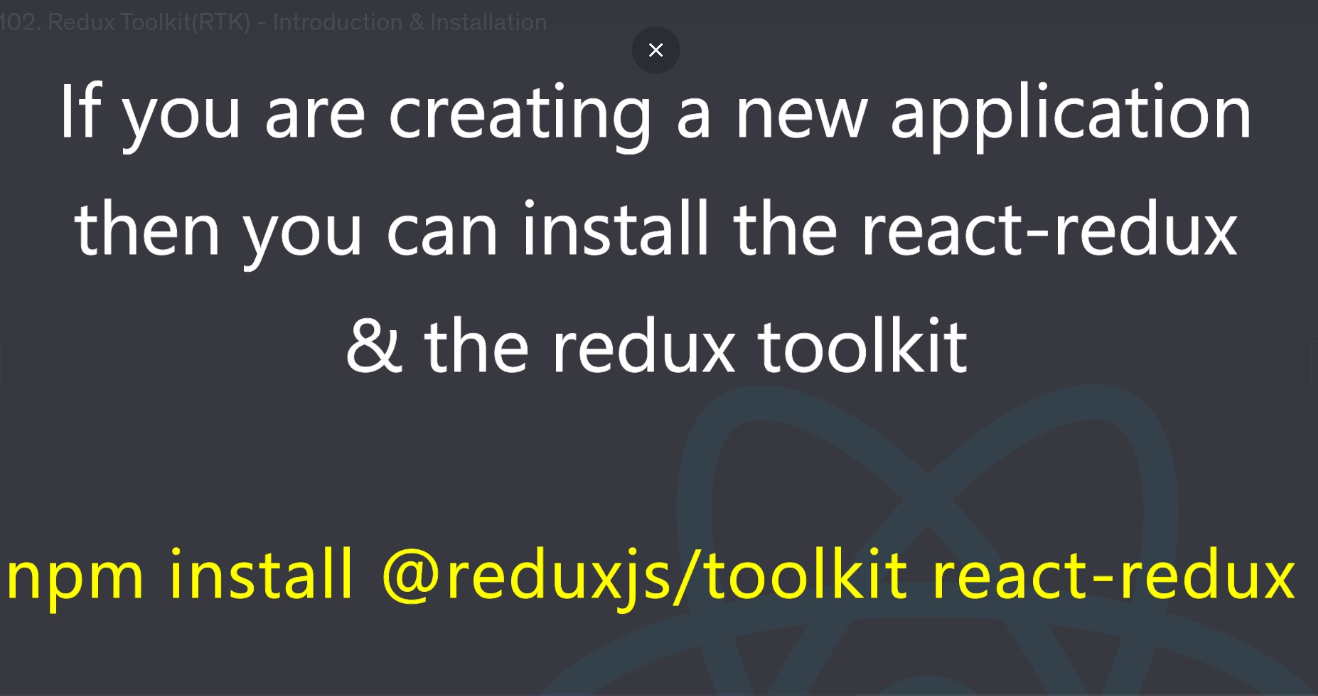 102. Redux Toolkit(RTK) - Introduction & Installation
If you are creating a new application
then you can install the react-redux
& the redux toolkit
npm install @reduxjs/toolkit react-redux